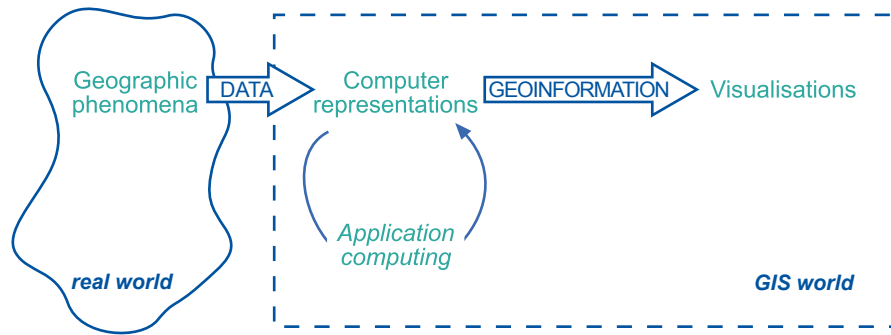 Geographic
phenomena
DATA
Computer
representations
GEOINFORMATION
Visualisations
Application
computing
real world
GIS world